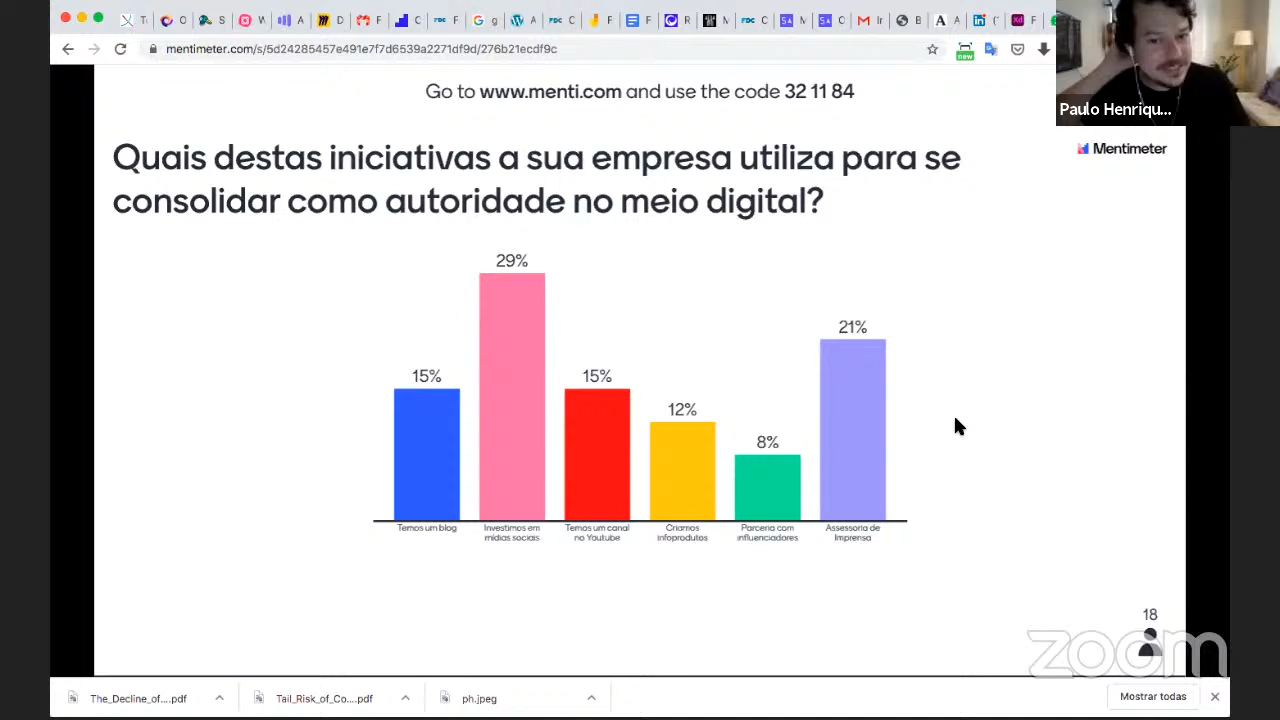 mentimeter.com/s/5d24285457e491e7f7d6539a2271df9d/276b21ecdf9c
new
Go to www.menti.com and use the code 32 11 84
Paulo Henriqu...
Mentimeter
Quais destas iniciativas a sua empresa utiliza para se
consolidar como autoridade no meio digital?
29%
21%
15%
15%
12%
8%
Temos um blog
Investimos em
mídias sociais
Temos um canal
no Youtube
Criamos
infoprodutos
Parceria com
influenciadores
Assessoria de
Imprensa
18
zoom
The_Decline_of....pdf
Tail_Risk_of_Co....pdf
ph.jpeg
Mostrar todas